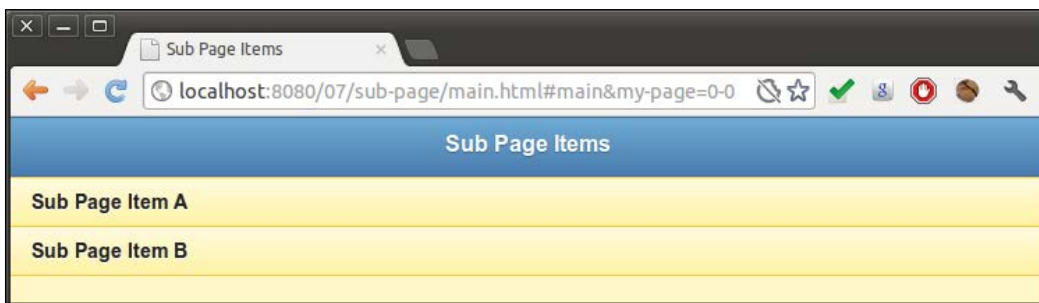 Sub Page Items
localhost:8080/07/sub-page/main.html#main&my-page=0-0
Sub Page Items
Sub Page Item A
Sub Page Item B